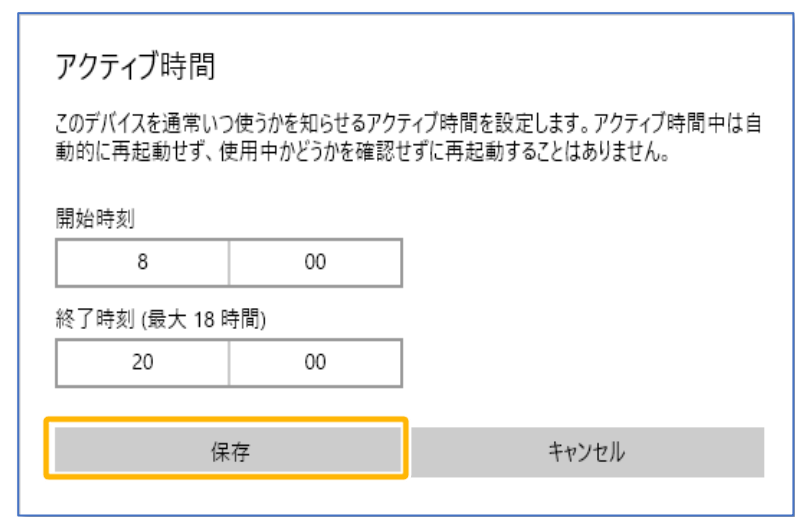 アクティブ時間
このデバイスを通常いつ使うかを知らせるアクティブ時間を設定します。アクティブ時間中は自
動的に再起動せず、使用中かどうかを確認せずに再起動することはありません。
開始時刻
8 00
終了時刻 (最大 18 時間)
20 00
保存 キャンセル